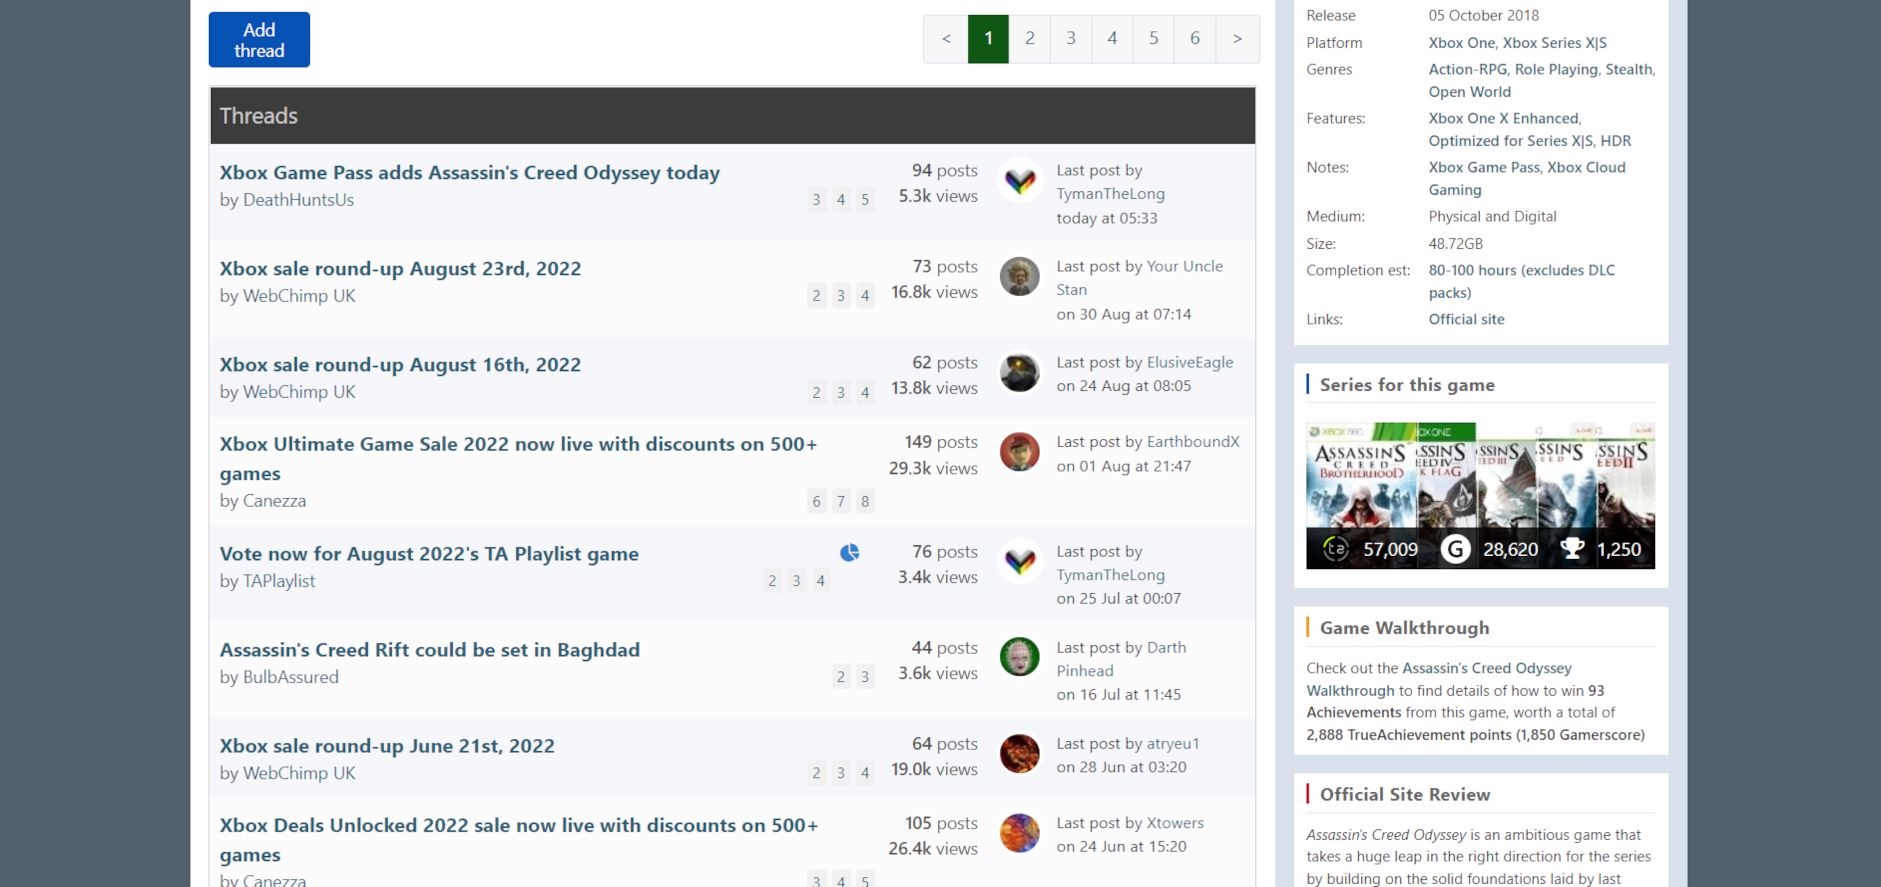 Add
thread
< 1 2 3 4 5 6 >
Threads
Xbox Game Pass adds Assassin's Creed Odyssey today
by DeathHuntsUs
3 4 5
94 posts
5.3k views
Last post by
TymanTheLong
today at 05:33
Xbox sale round-up August 23rd, 2022
by WebChimp UK
2 3 4
73 posts
16.8k views
Last post by Your Uncle
Stan
on 30 Aug at 07:14
Xbox sale round-up August 16th, 2022
by WebChimp UK
2 3 4
62 posts
13.8k views
Last post by ElusiveEagle
on 24 Aug at 08:05
Xbox Ultimate Game Sale 2022 now live with discounts on 500+
games
by Canezza
6 7 8
149 posts
29.3k views
Last post by EarthboundX
on 01 Aug at 21:47
Vote now for August 2022's TA Playlist game
by TAPlaylist
2 3 4
76 posts
3.4k views
Last post by
TymanTheLong
on 25 Jul at 00:07
Assassin's Creed Rift could be set in Baghdad
by BulbAssured
2 3
44 posts
3.6k views
Last post by Darth
Pinhead
on 16 Jul at 11:45
Xbox sale round-up June 21st, 2022
by WebChimp UK
2 3 4
64 posts
19.0k views
Last post by atryeu1
on 28 Jun at 03:20
Xbox Deals Unlocked 2022 sale now live with discounts on 500+
games
by Canezza
3 4 5
105 posts
26.4k views
Last post by Xtowers
on 24 Jun at 15:20
Release 05 October 2018
Platform Xbox One, Xbox Series X|S
Genres Action-RPG, Role Playing, Stealth,
Open World
Features: Xbox One X Enhanced,
Optimized for Series X|S, HDR
Notes: Xbox Game Pass, Xbox Cloud
Gaming
Medium: Physical and Digital
Size: 48.72GB
Completion est: 80-100 hours (excludes DLC
packs)
Links: Official site
Series for this game
XBOX 360
XBOX ONE
LIVE
ASSASSIN'S
CREED
BROTHERHOOD
SSIN'S
EED IV
K FLAG
SSIN'S
EED III
SSIN'S
SSIN'S
EED II
ta 57,009 G 28,620 1,250
Game Walkthrough
Check out the Assassin's Creed Odyssey
Walkthrough to find details of how to win 93
Achievements from this game, worth a total of
2,888 TrueAchievement points (1,850 Gamerscore)
Official Site Review
Assassin's Creed Odyssey is an ambitious game that
takes a huge leap in the right direction for the series
by building on the solid foundations laid by last